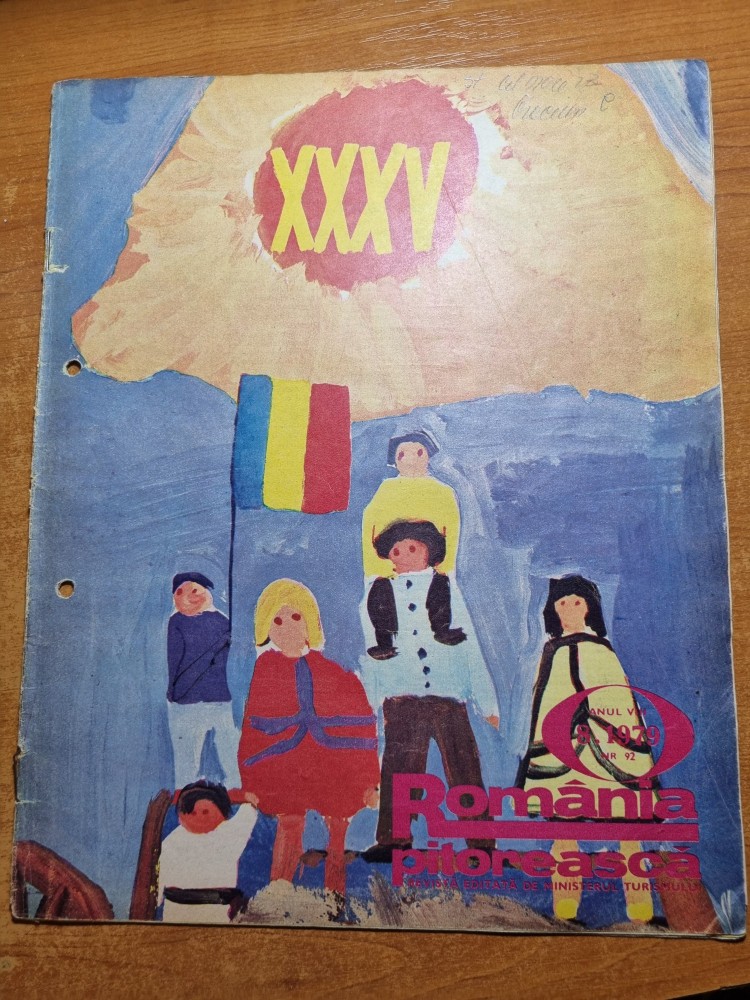 XXXV
ANUL VIII
8.1979
NR 92
România
pitorească
REVISTĂ EDITATĂ DE MINISTERUL TURISMULUI